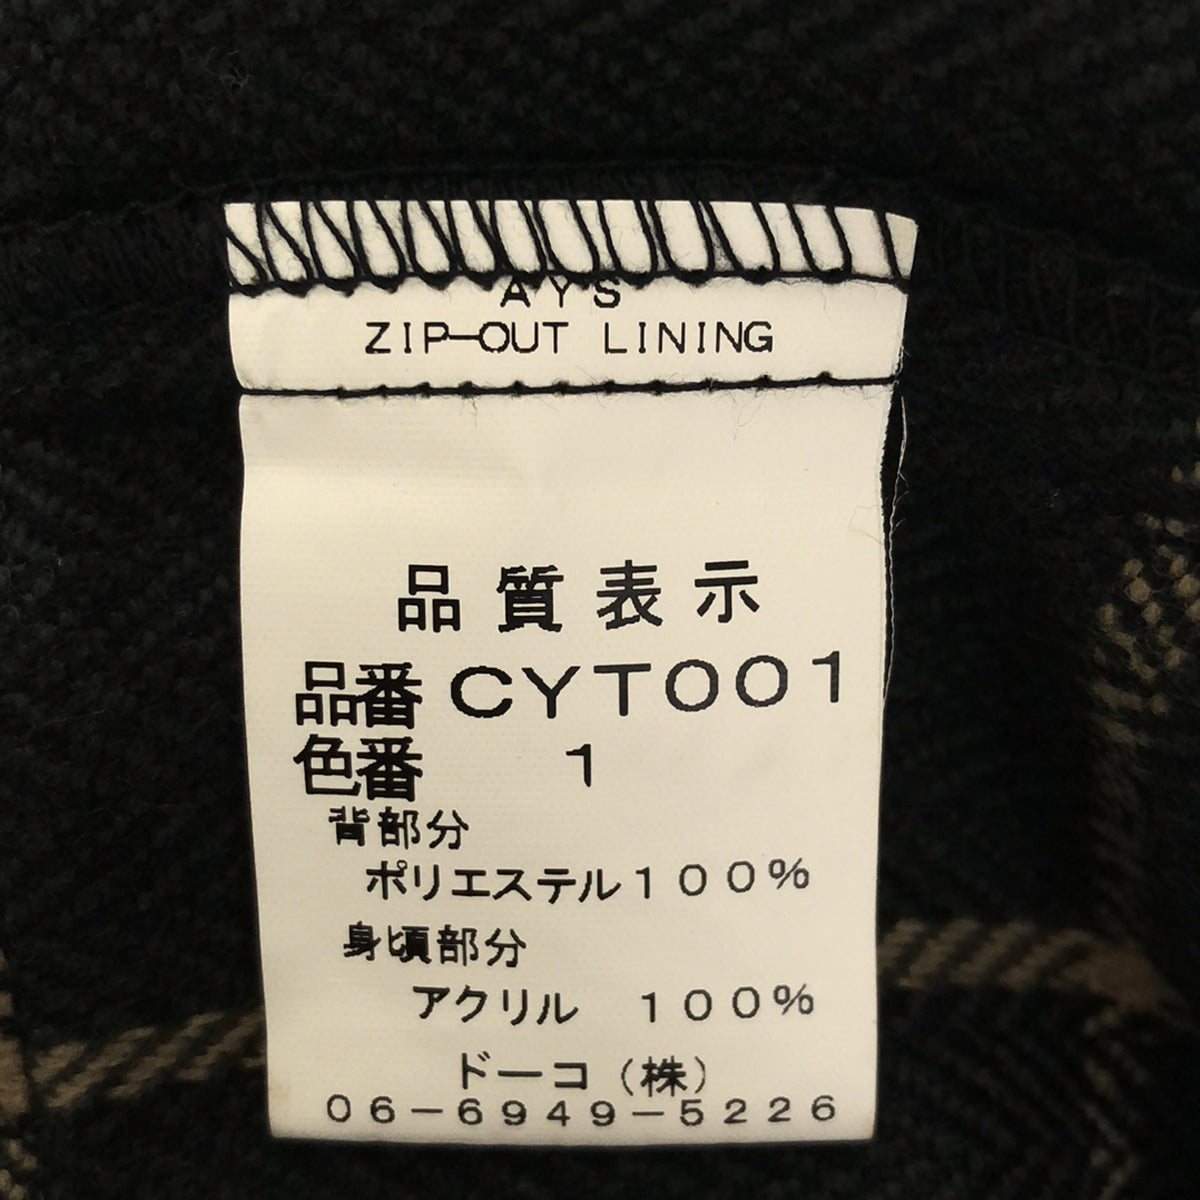 AYS
ZIP-OUT LINING
品質表示
品番 CYT001
色番 1
背部分
ポリエステル100%
身頃部分
アクリル 100%
ドーコ(株)
06-6949-5226